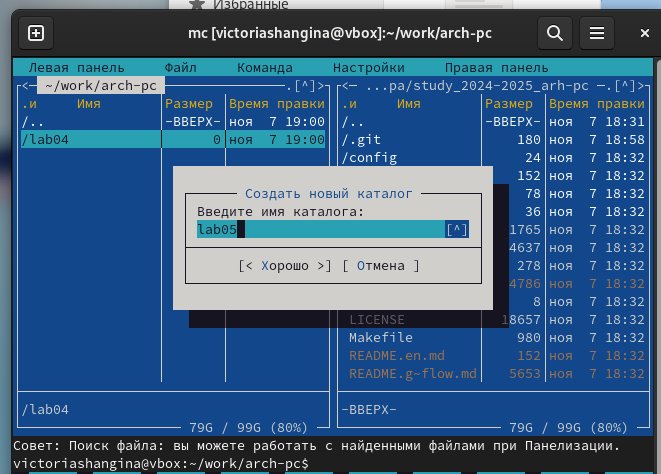 Избранные
mc [victoriashangina@vbox]:~/work/arch-pc
Левая панель Файл Команда Настройки Правая панель
<— ~/work/arch-pc —.[^]>
.и Имя Размер Время правки
/.. -ВВЕРХ- ноя 7 19:00
/lab04 0 ноя 7 19:00
/lab04
79G / 99G (80%)
<— ...pa/study_2024-2025_arh-pc —.[^]>
.и Имя Размер Время правки
/.. -ВВЕРХ- ноя 7 18:31
/.git 180 ноя 7 18:58
/config 24 ноя 7 18:32
152 ноя 7 18:32
78 ноя 7 18:32
36 ноя 7 18:32
1765 ноя 7 18:32
4637 ноя 7 18:32
278 ноя 7 18:32
4786 ноя 7 18:32
8 ноя 7 18:32
LICENSE 18657 ноя 7 18:32
Makefile 980 ноя 7 18:32
README.en.md 152 ноя 7 18:32
README.g~flow.md 5653 ноя 7 18:32
-ВВЕРХ-
79G / 99G (80%)
Создать новый каталог
Введите имя каталога:
lab05 [^]
[< Хорошо >] [ Отмена ]
Совет: Поиск файла: вы можете работать с найденными файлами при Панелизации.
victoriashangina@vbox:~/work/arch-pc$